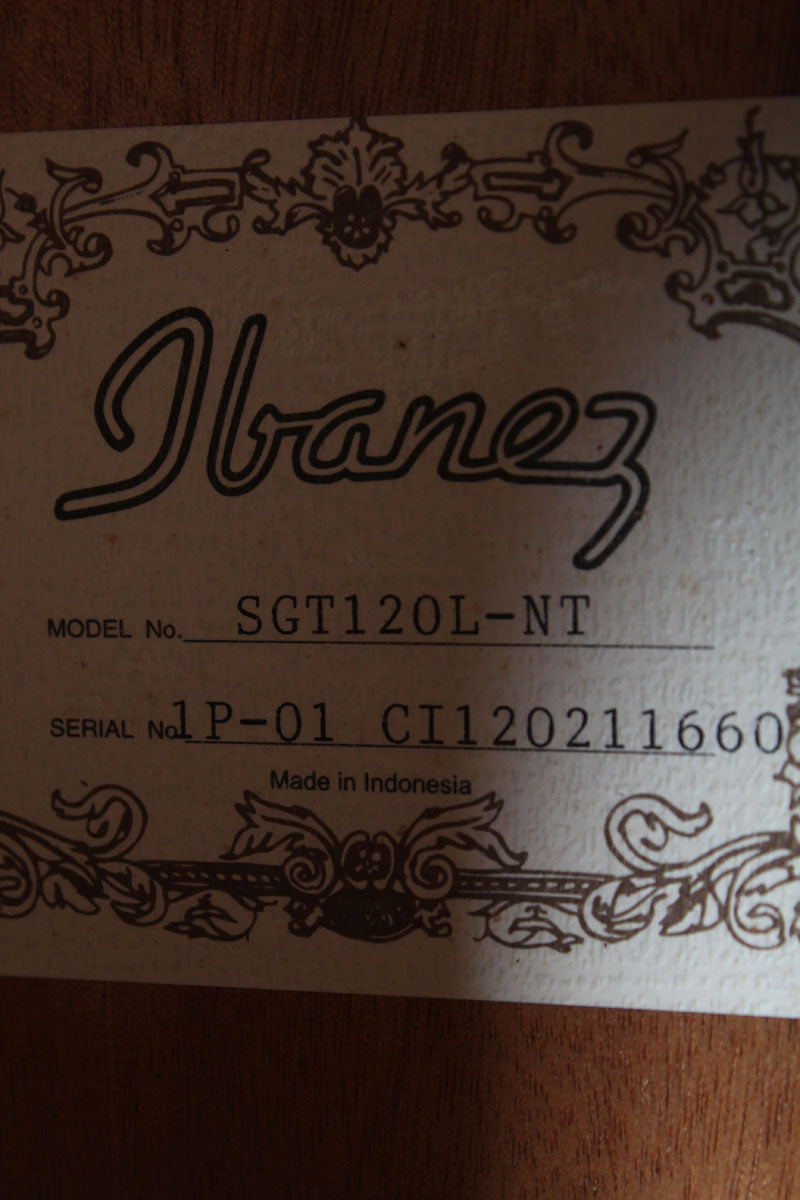 Ibanez
MODEL No. SGT120L-NT
SERIAL No. 1P-01 CI120211660
Made in Indonesia